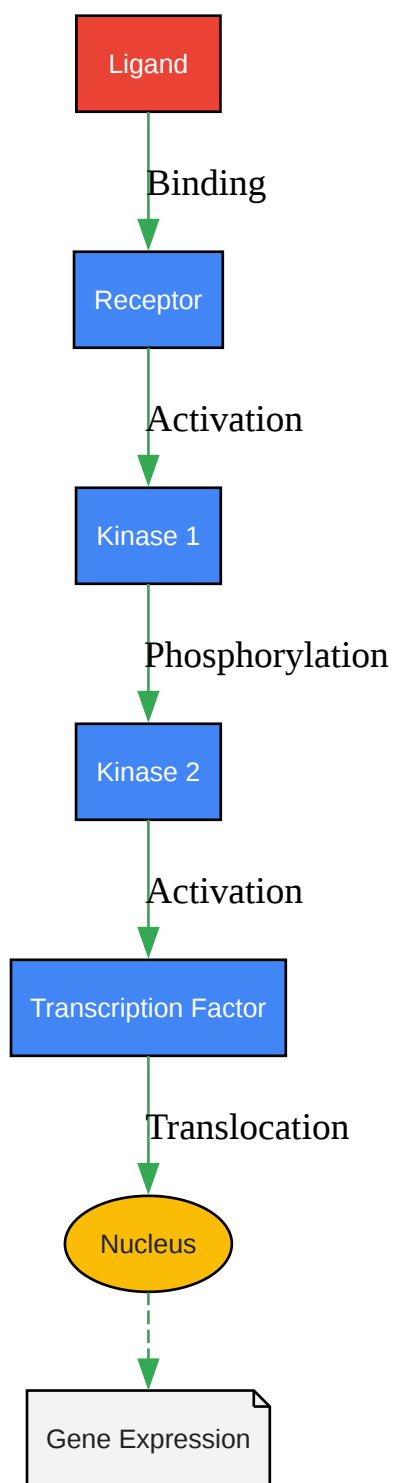 Ligand
Binding
Receptor
Activation
Kinase 1
Phosphorylation
Kinase 2
Activation
Transcription Factor
Translocation
Nucleus
Gene Expression